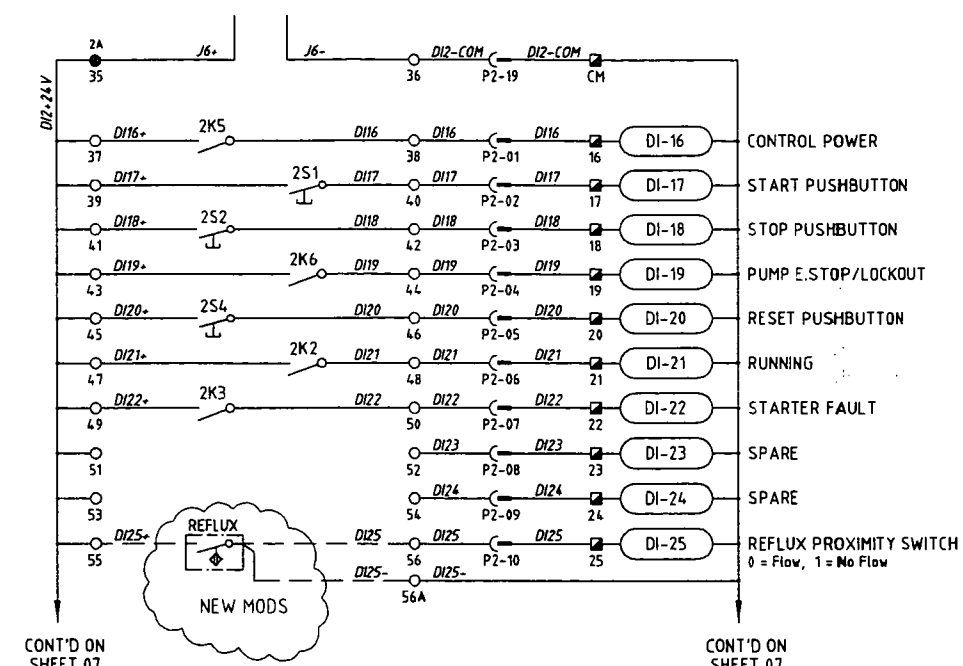 2A J6+ J6- DI2-COM DI2-COM
35 36 P2-19 CM
DI2+24V
DI16+ 2K5 DI16 DI16 DI16 DI-16 CONTROL POWER
37 38 P2-01 16
DI17+ 2S1 DI17 DI17 DI17 DI-17 START PUSHBUTTON
39 40 P2-02 17
DI18+ 2S2 DI18 DI18 DI18 DI-18 STOP PUSHBUTTON
41 42 P2-03 18
DI19+ 2K6 DI19 DI19 DI19 DI-19 PUMP E.STOP/LOCKOUT
43 44 P2-04 19
DI20+ 2S4 DI20 DI20 DI20 DI-20 RESET PUSHBUTTON
45 46 P2-05 20
DI21+ 2K2 DI21 DI21 DI21 DI-21 RUNNING
47 48 P2-06 21
DI22+ 2K3 DI22 DI22 DI22 DI-22 STARTER FAULT
49 50 P2-07 22
DI23 DI23 DI-23 SPARE
51 52 P2-08 23
DI24 DI24 DI-24 SPARE
53 54 P2-09 24
DI25+ REFLUX DI25 DI25 DI25 DI-25 REFLUX PROXIMITY SWITCH
55 56 P2-10 25 0 = Flow, 1 = No Flow
DI25- DI25-
56A
NEW MODS
CONT'D ON CONT'D ON
SHEET 07 SHEET 07